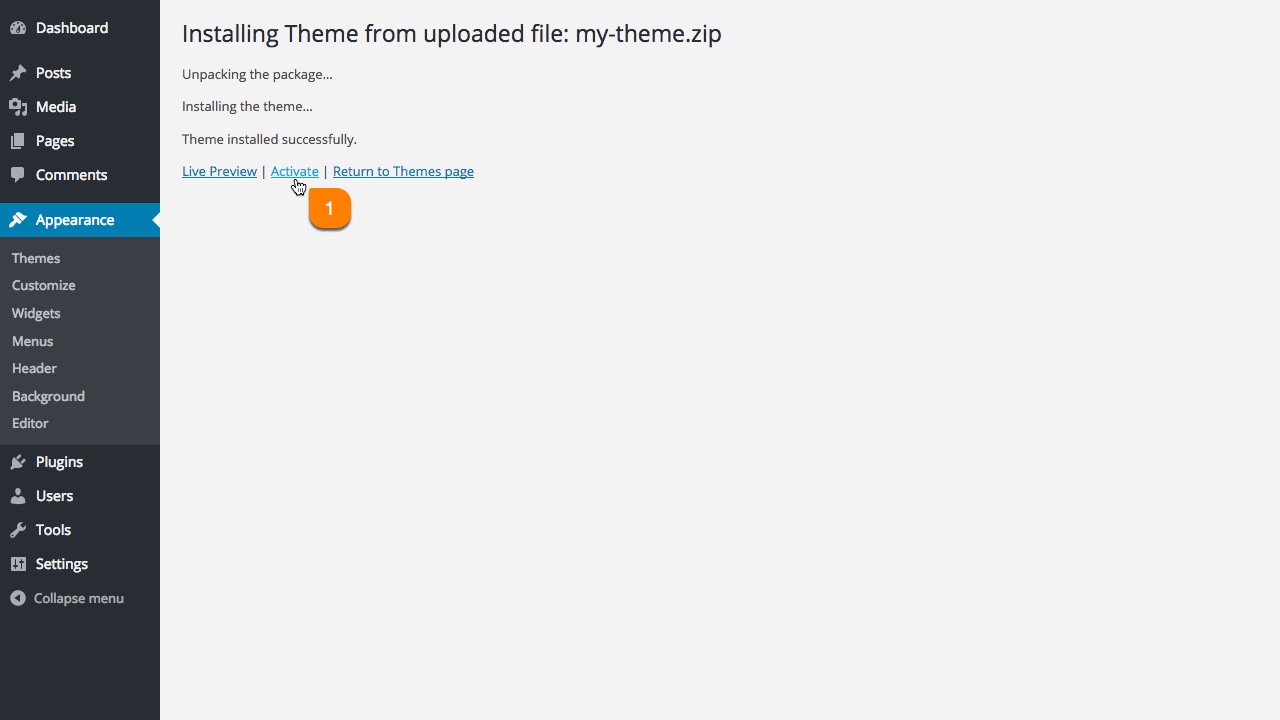 Dashboard
Posts
Media
Pages
Comments
Appearance
Themes
Customize
Widgets
Menus
Header
Background
Editor
Plugins
Users
Tools
Settings
Collapse menu
Installing Theme from uploaded file: my-theme.zip
Unpacking the package...
Installing the theme...
Theme installed successfully.
Live Preview | Activate | Return to Themes page
1